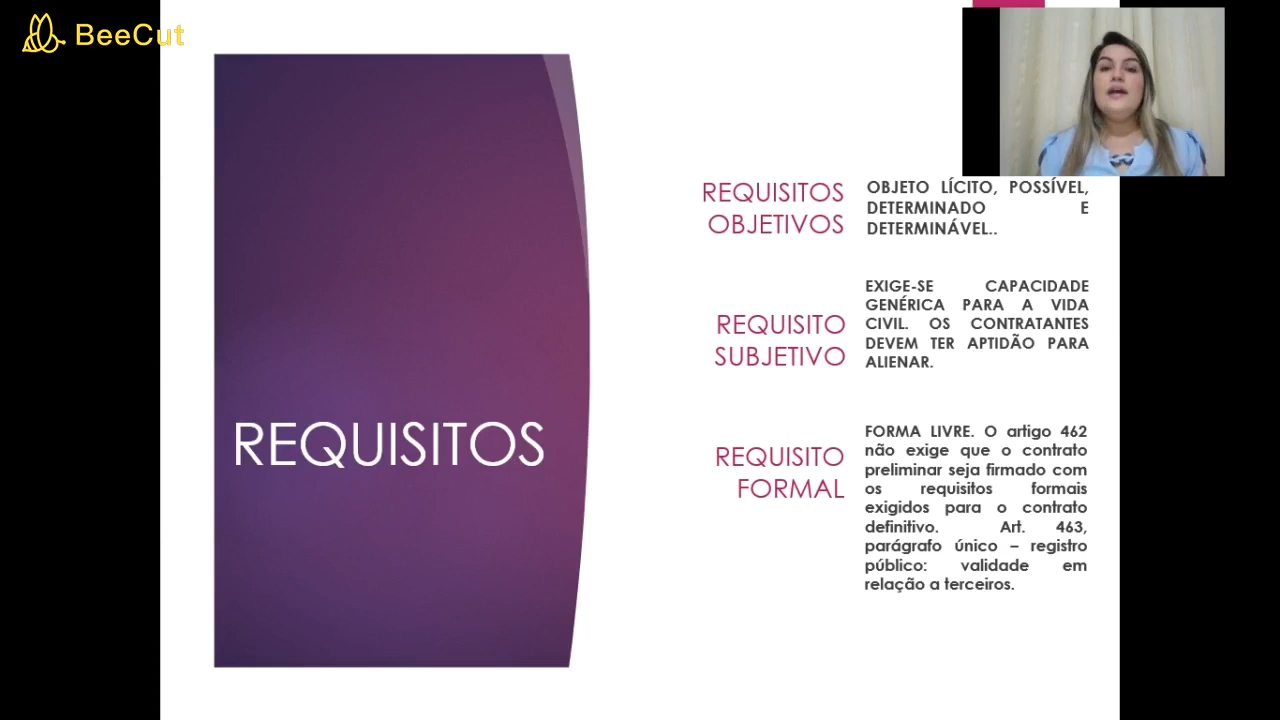 BeeCut
REQUISITOS
REQUISITOS
OBJETIVOS
OBJETO LÍCITO, POSSÍVEL,
DETERMINADO E
DETERMINÁVEL..
REQUISITO
SUBJETIVO
EXIGE-SE CAPACIDADE
GENÉRICA PARA A VIDA
CIVIL. OS CONTRATANTES
DEVEM TER APTIDÃO PARA
ALIENAR.
REQUISITO
FORMAL
FORMA LIVRE. O artigo 462
não exige que o contrato
preliminar seja firmado com
os requisitos formais
exigidos para o contrato
definitivo. Art. 463,
parágrafo único – registro
público: validade em
relação a terceiros.